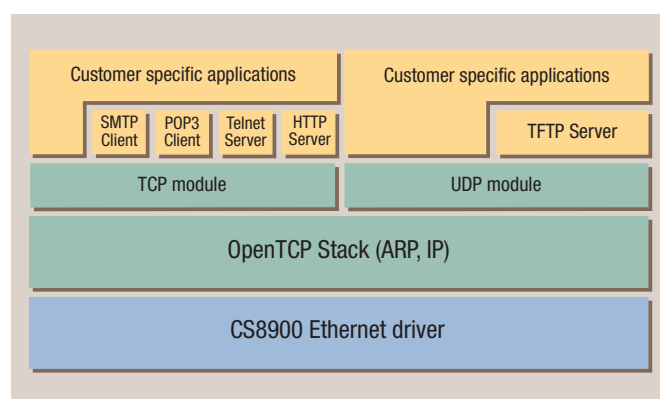 Customer specific applications
Customer specific applications
SMTP
Client
POP3
Client
Telnet
Server
HTTP
Server
TFTP Server
TCP module
UDP module
OpenTCP Stack (ARP, IP)
CS8900 Ethernet driver